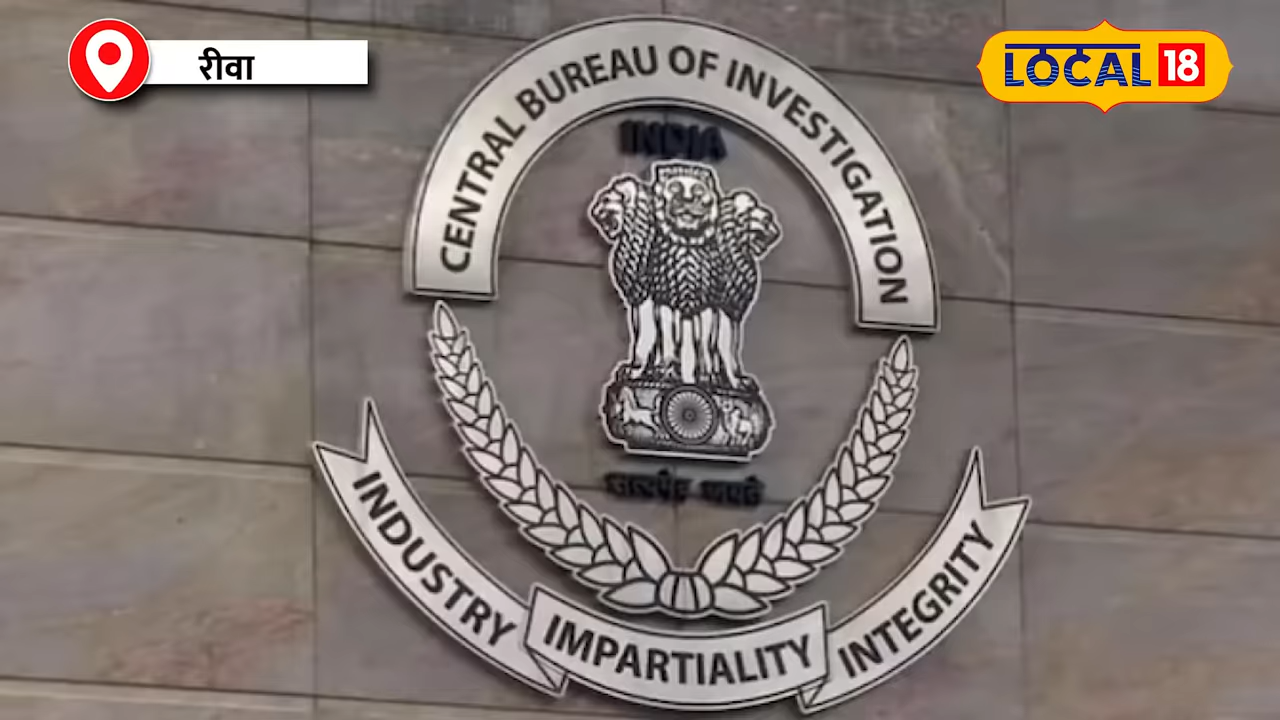 रीवा
LOCAL 18
CENTRAL BUREAU OF INVESTIGATION
INDIA
INDUSTRY
IMPARTIALITY
INTEGRITY